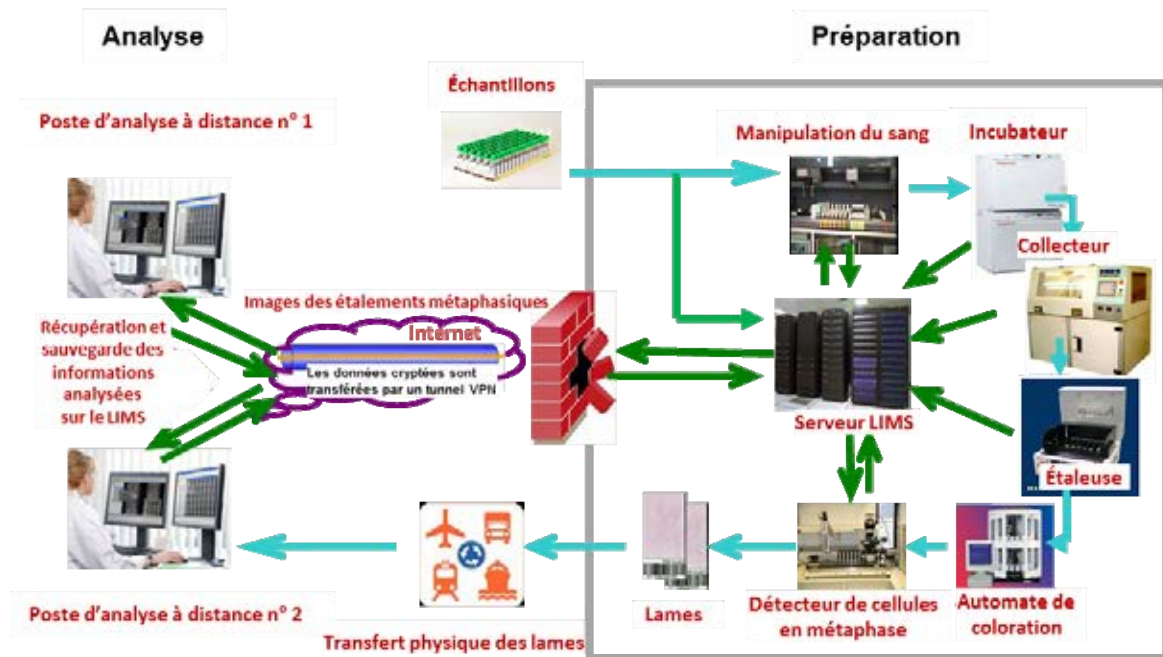 Analyse
Préparation
Échantillons
Poste d'analyse à distance n° 1
Manipulation du sang
Incubateur
Collecteur
Images des étalements métaphasiques
Internet
Les données cryptées sont
transférées par un tunnel VPN
Récupération et
sauvegarde des
informations
analysées
sur le LIMS
Serveur LIMS
Étaleuse
Lames
Détecteur de cellules
en métaphase
Automate de
coloration
Poste d'analyse à distance n° 2
Transfert physique des lames